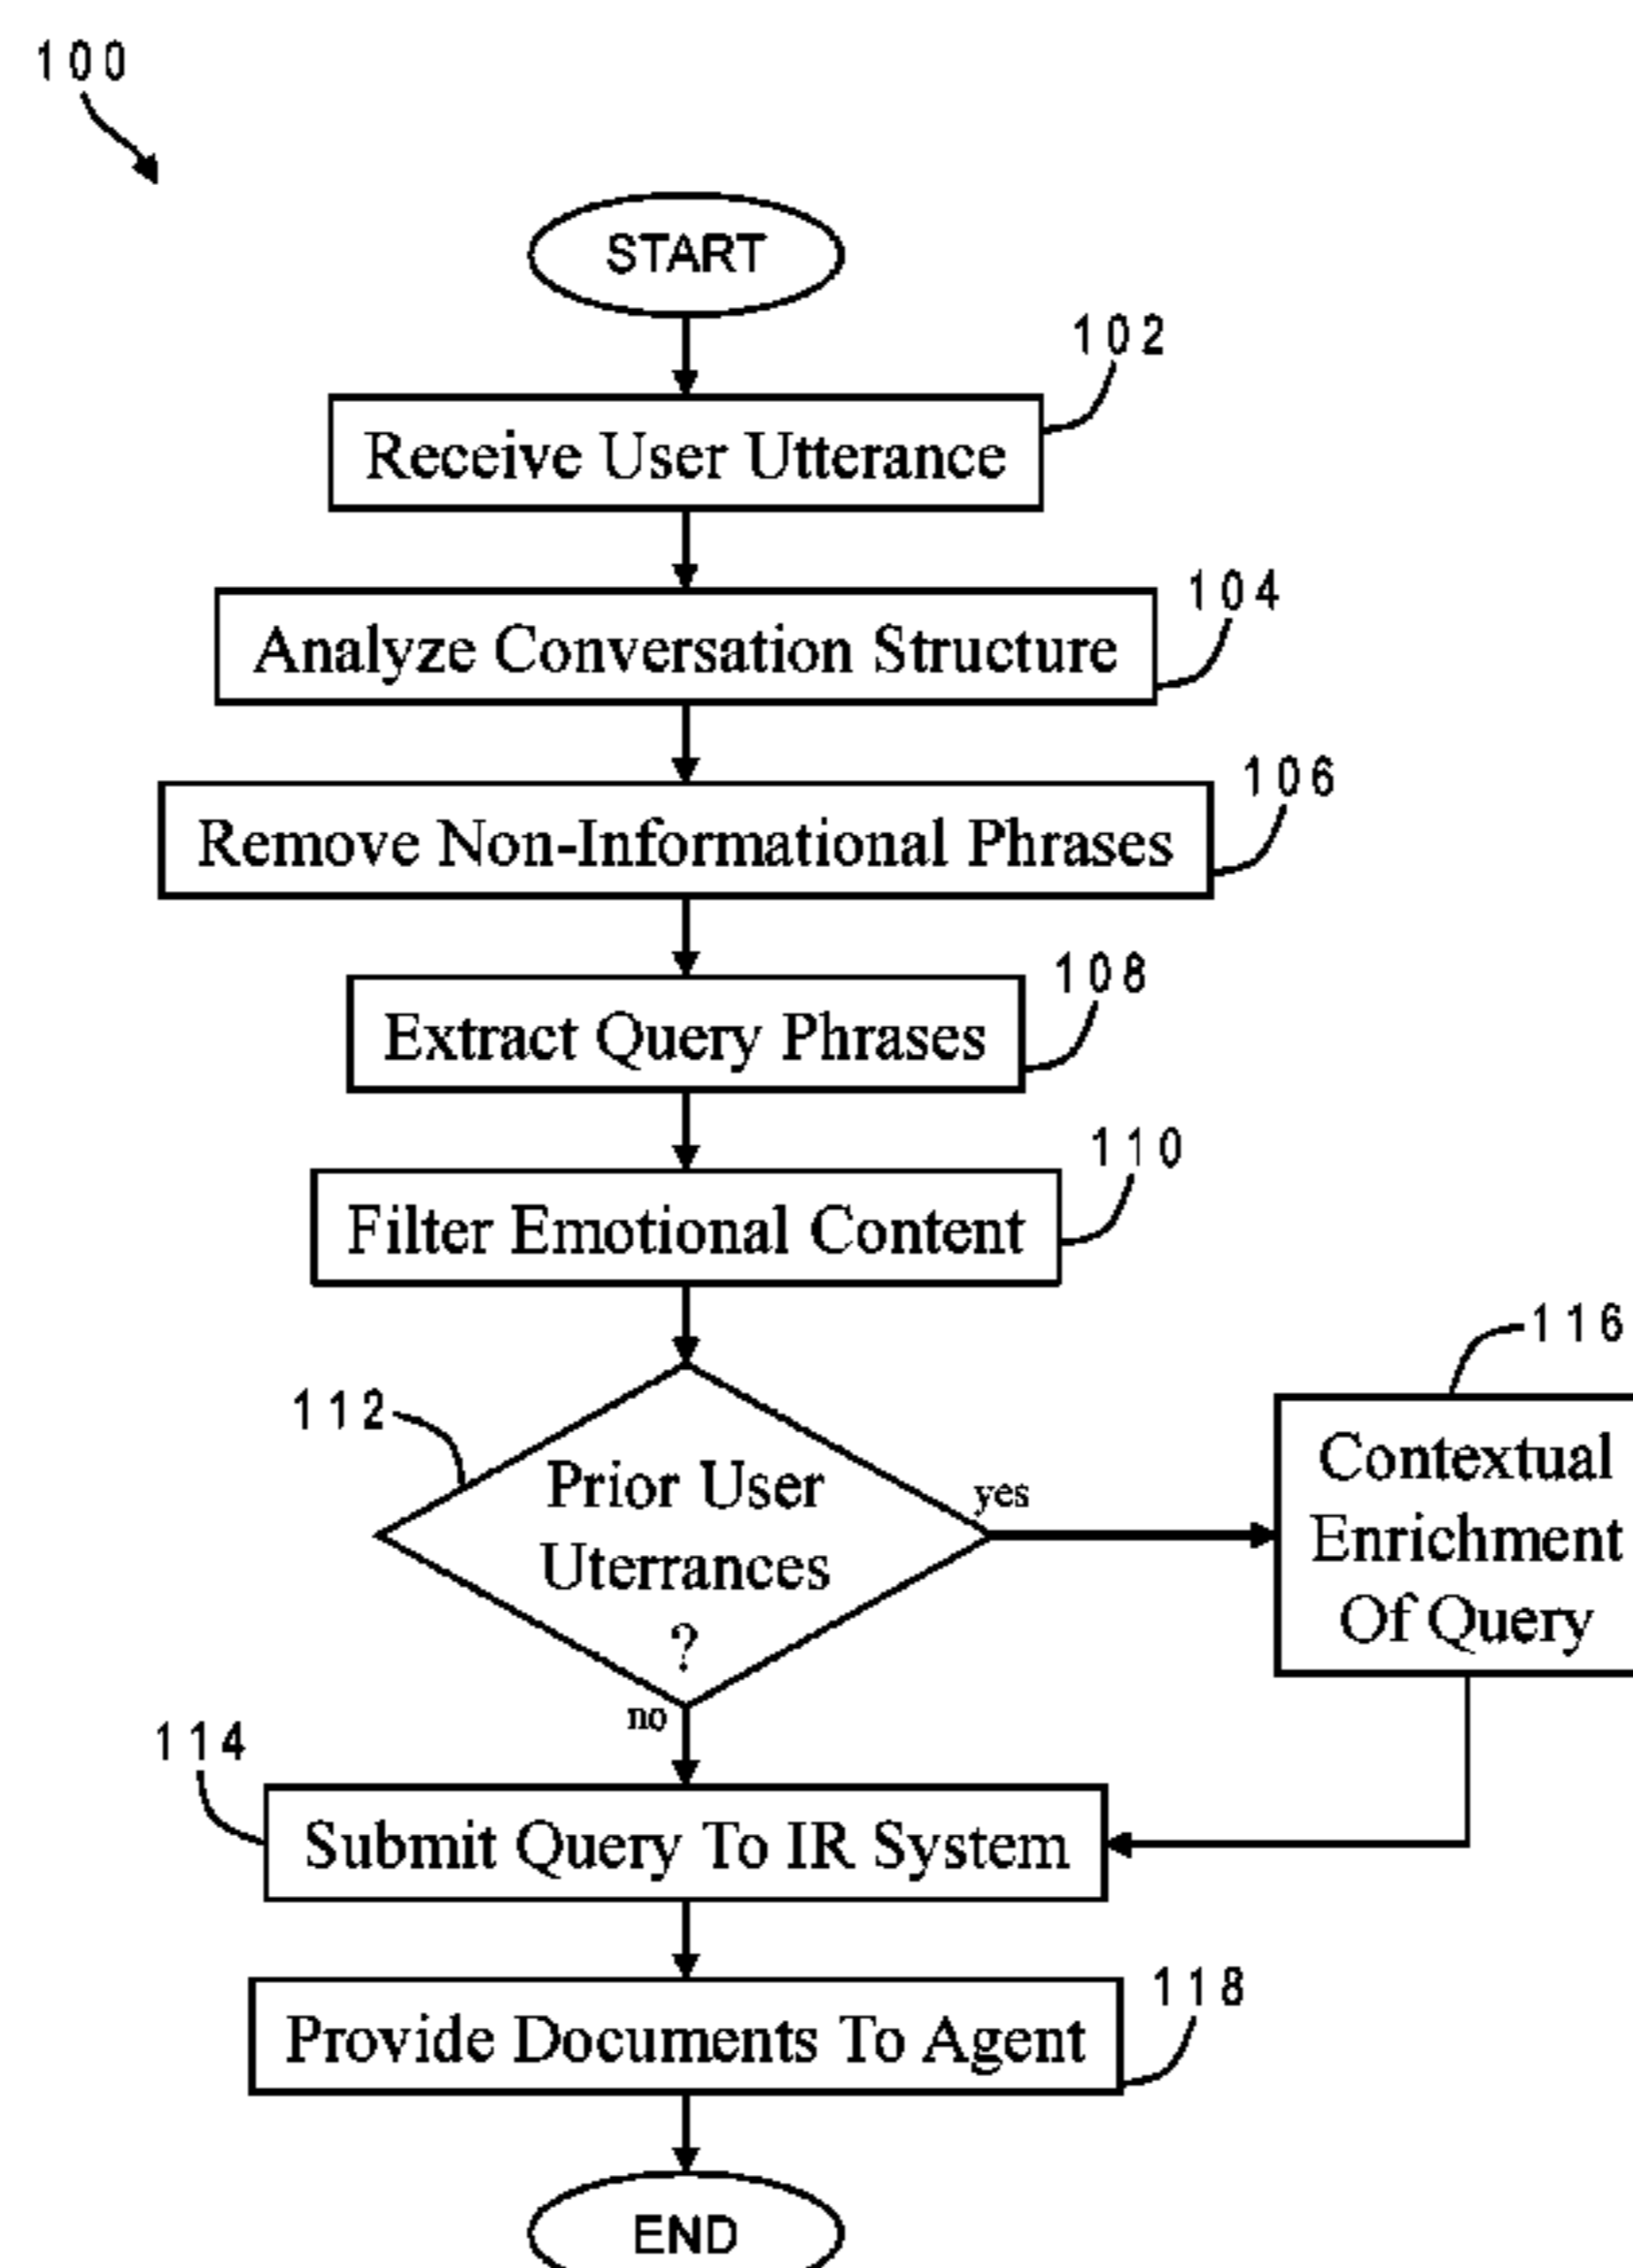 100
START
102
Receive User Utterance
104
Analyze Conversation Structure
106
Remove Non-Informational Phrases
108
Extract Query Phrases
110
Filter Emotional Content
116
112
Prior User
Uterrances
?
yes
no
Contextual
Enrichment
Of Query
114
Submit Query To IR System
118
Provide Documents To Agent
END